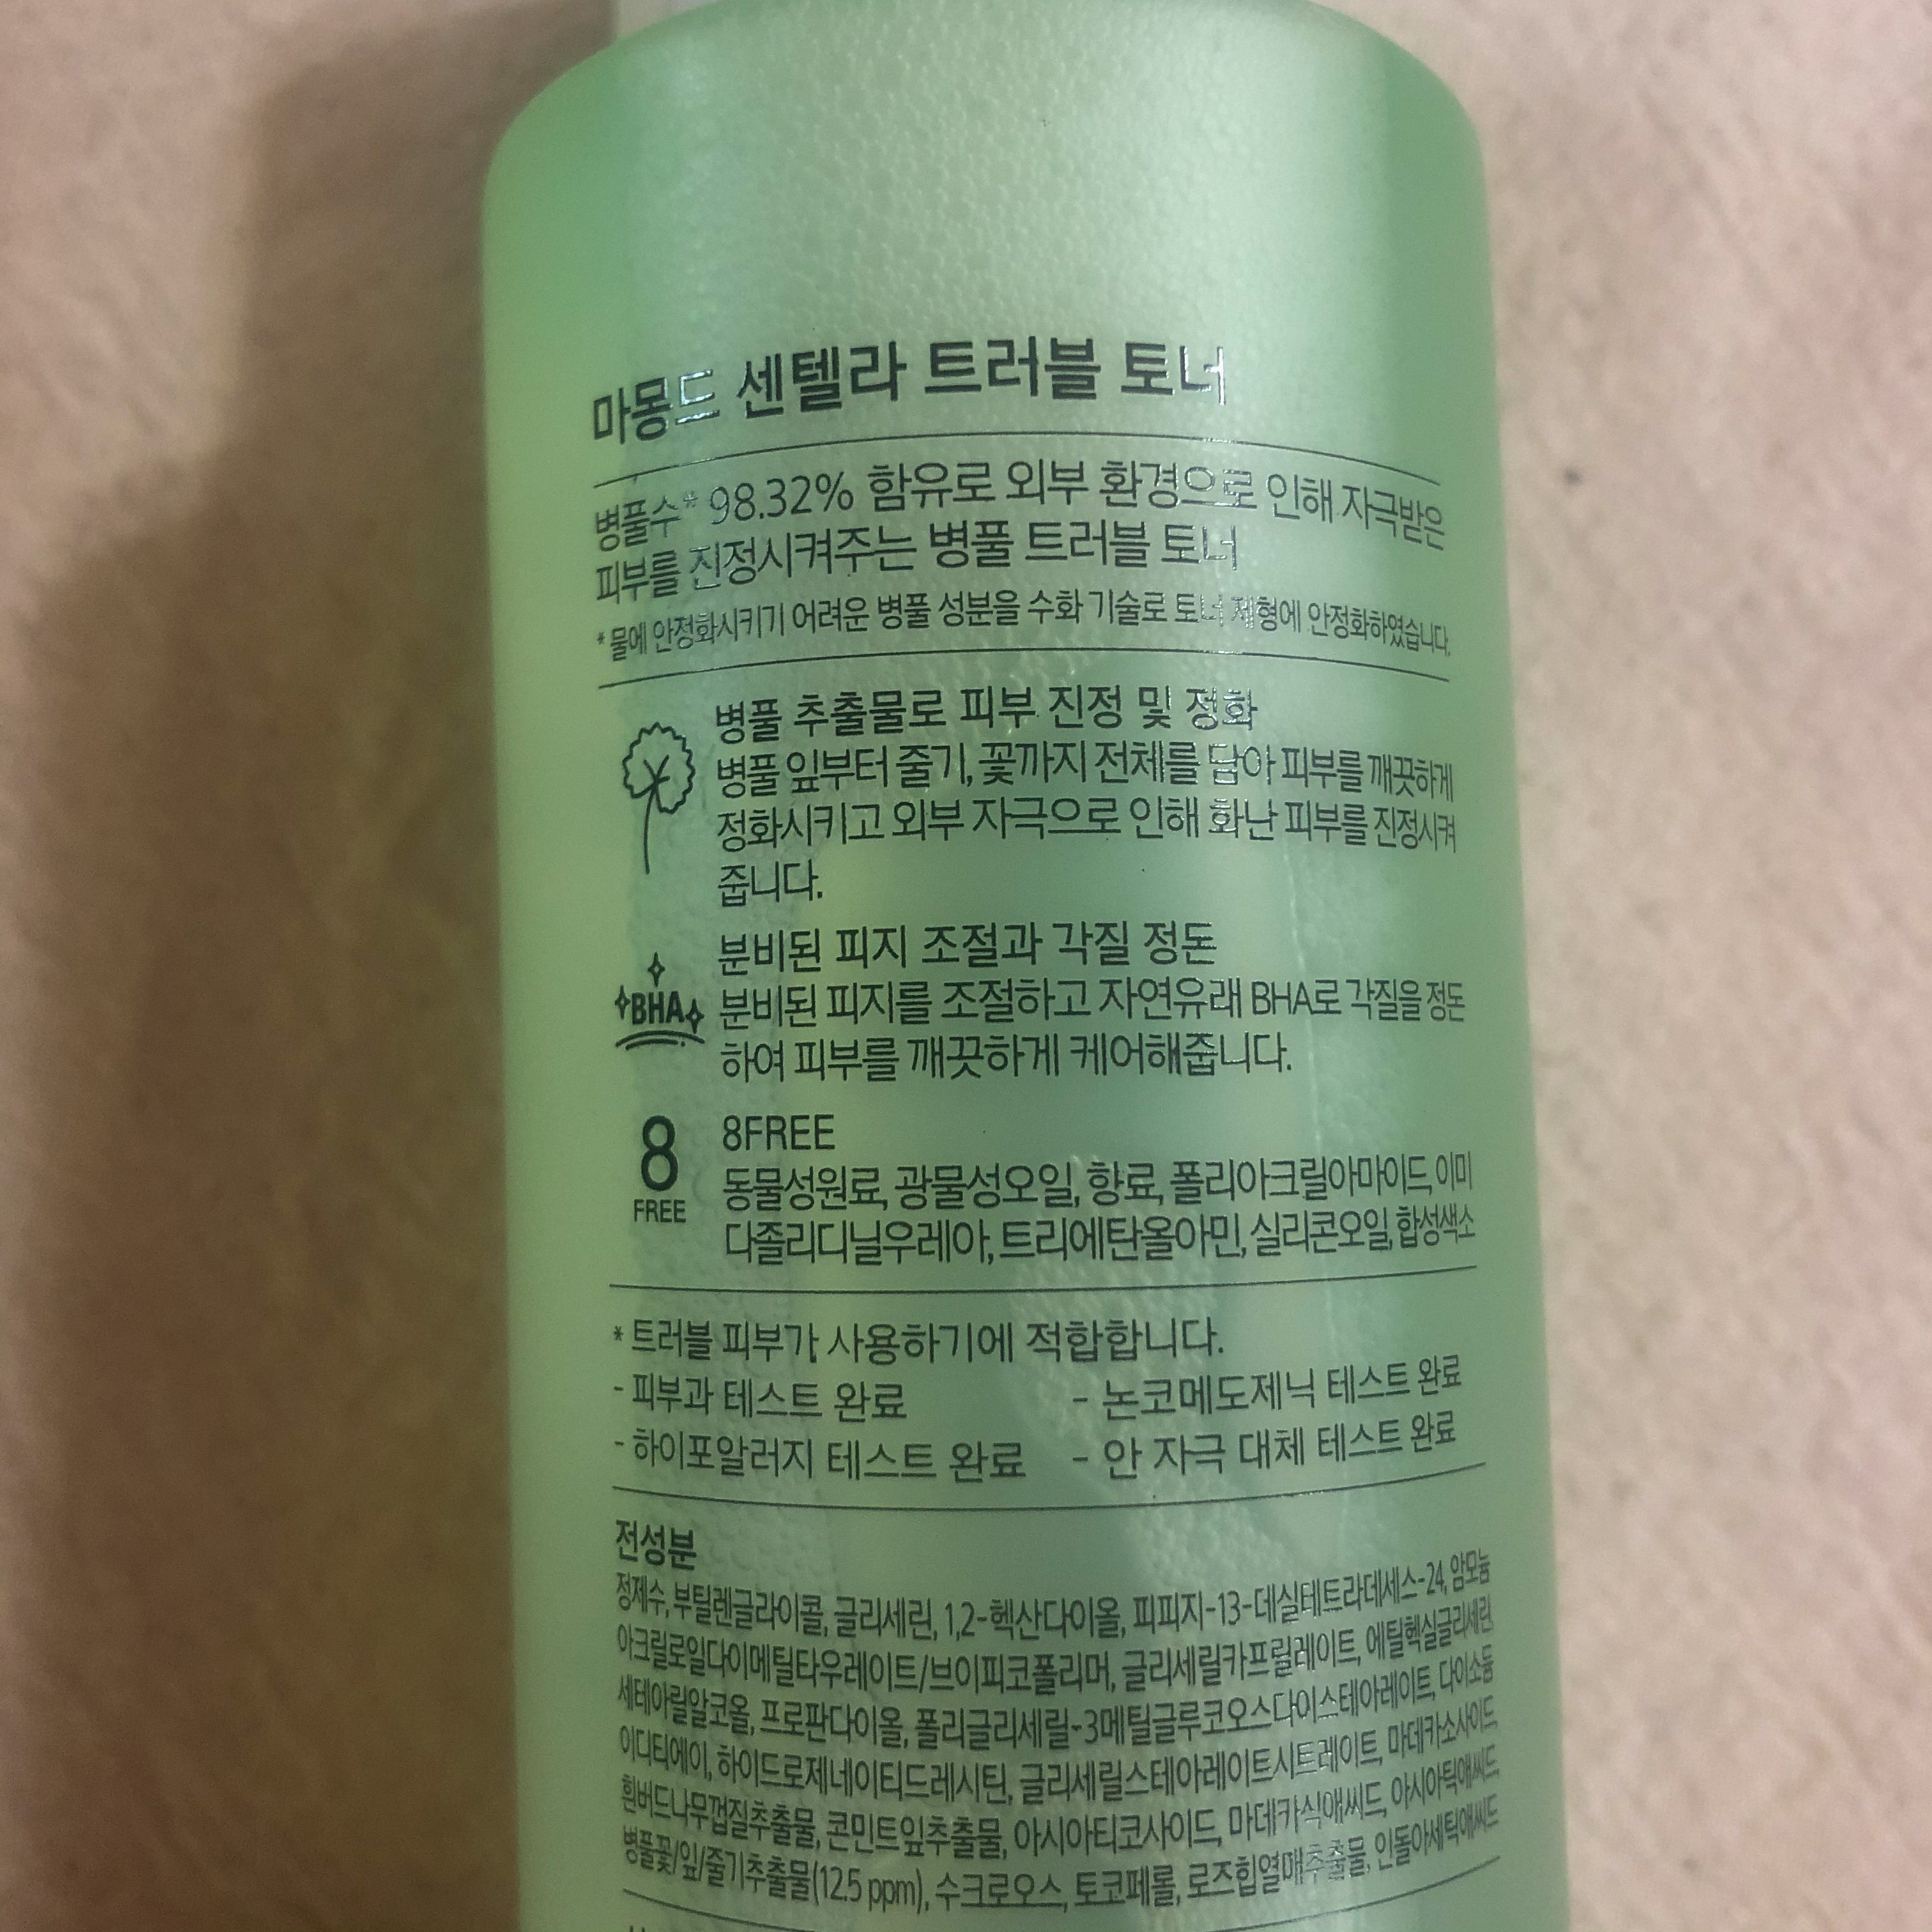 마몽드 센텔라 트러블 토너
병풀수* 98.32% 함유로 외부 환경으로 인해 자극받은
피부를 진정시켜주는 병풀 트러블 토너
* 물에 안정화시키기 어려운 병풀 성분을 수화 기술로 토너 제형에 안정화하였습니다.
병풀 추출물로 피부 진정 및 정화
병풀 잎부터 줄기, 꽃까지 전체를 담아 피부를 깨끗하게
정화시키고 외부 자극으로 인해 화난 피부를 진정시켜
줍니다.
분비된 피지 조절과 각질 정돈
BHA 분비된 피지를 조절하고 자연유래 BHA로 각질을 정돈
하여 피부를 깨끗하게 케어해줍니다.
8 FREE
8FREE
동물성원료, 광물성오일, 향료, 폴리아크릴아마이드, 이미
다졸리디닐우레아, 트리에탄올아민, 실리콘오일, 합성색소
* 트러블 피부가 사용하기에 적합합니다.
- 피부과 테스트 완료 - 논코메도제닉 테스트 완료
- 하이포알러지 테스트 완료 - 안 자극 대체 테스트 완료
전성분
정제수, 부틸렌글라이콜, 글리세린, 1,2-헥산다이올, 피피지-13-데실테트라데세스-24, 암모늄
아크릴로일다이메틸타우레이트/브이피코폴리머, 글리세릴카프릴레이트, 에틸헥실글리세린,
세테아릴알코올, 프로판다이올, 폴리글리세릴-3메틸글루코오스다이스테아레이트, 다이소듐
이디티에이, 하이드로제네이티드레시틴, 글리세릴스테아레이트시트레이트, 마데카소사이드,
흰버드나무껍질추출물, 콘민트잎추출물, 아시아티코사이드, 마데카식애씨드, 아시아틱애씨드,
병풀꽃/잎/줄기추출물(12.5 ppm), 수크로오스, 토코페롤, 로즈힙열매추출물, 인돌아세틱애씨드